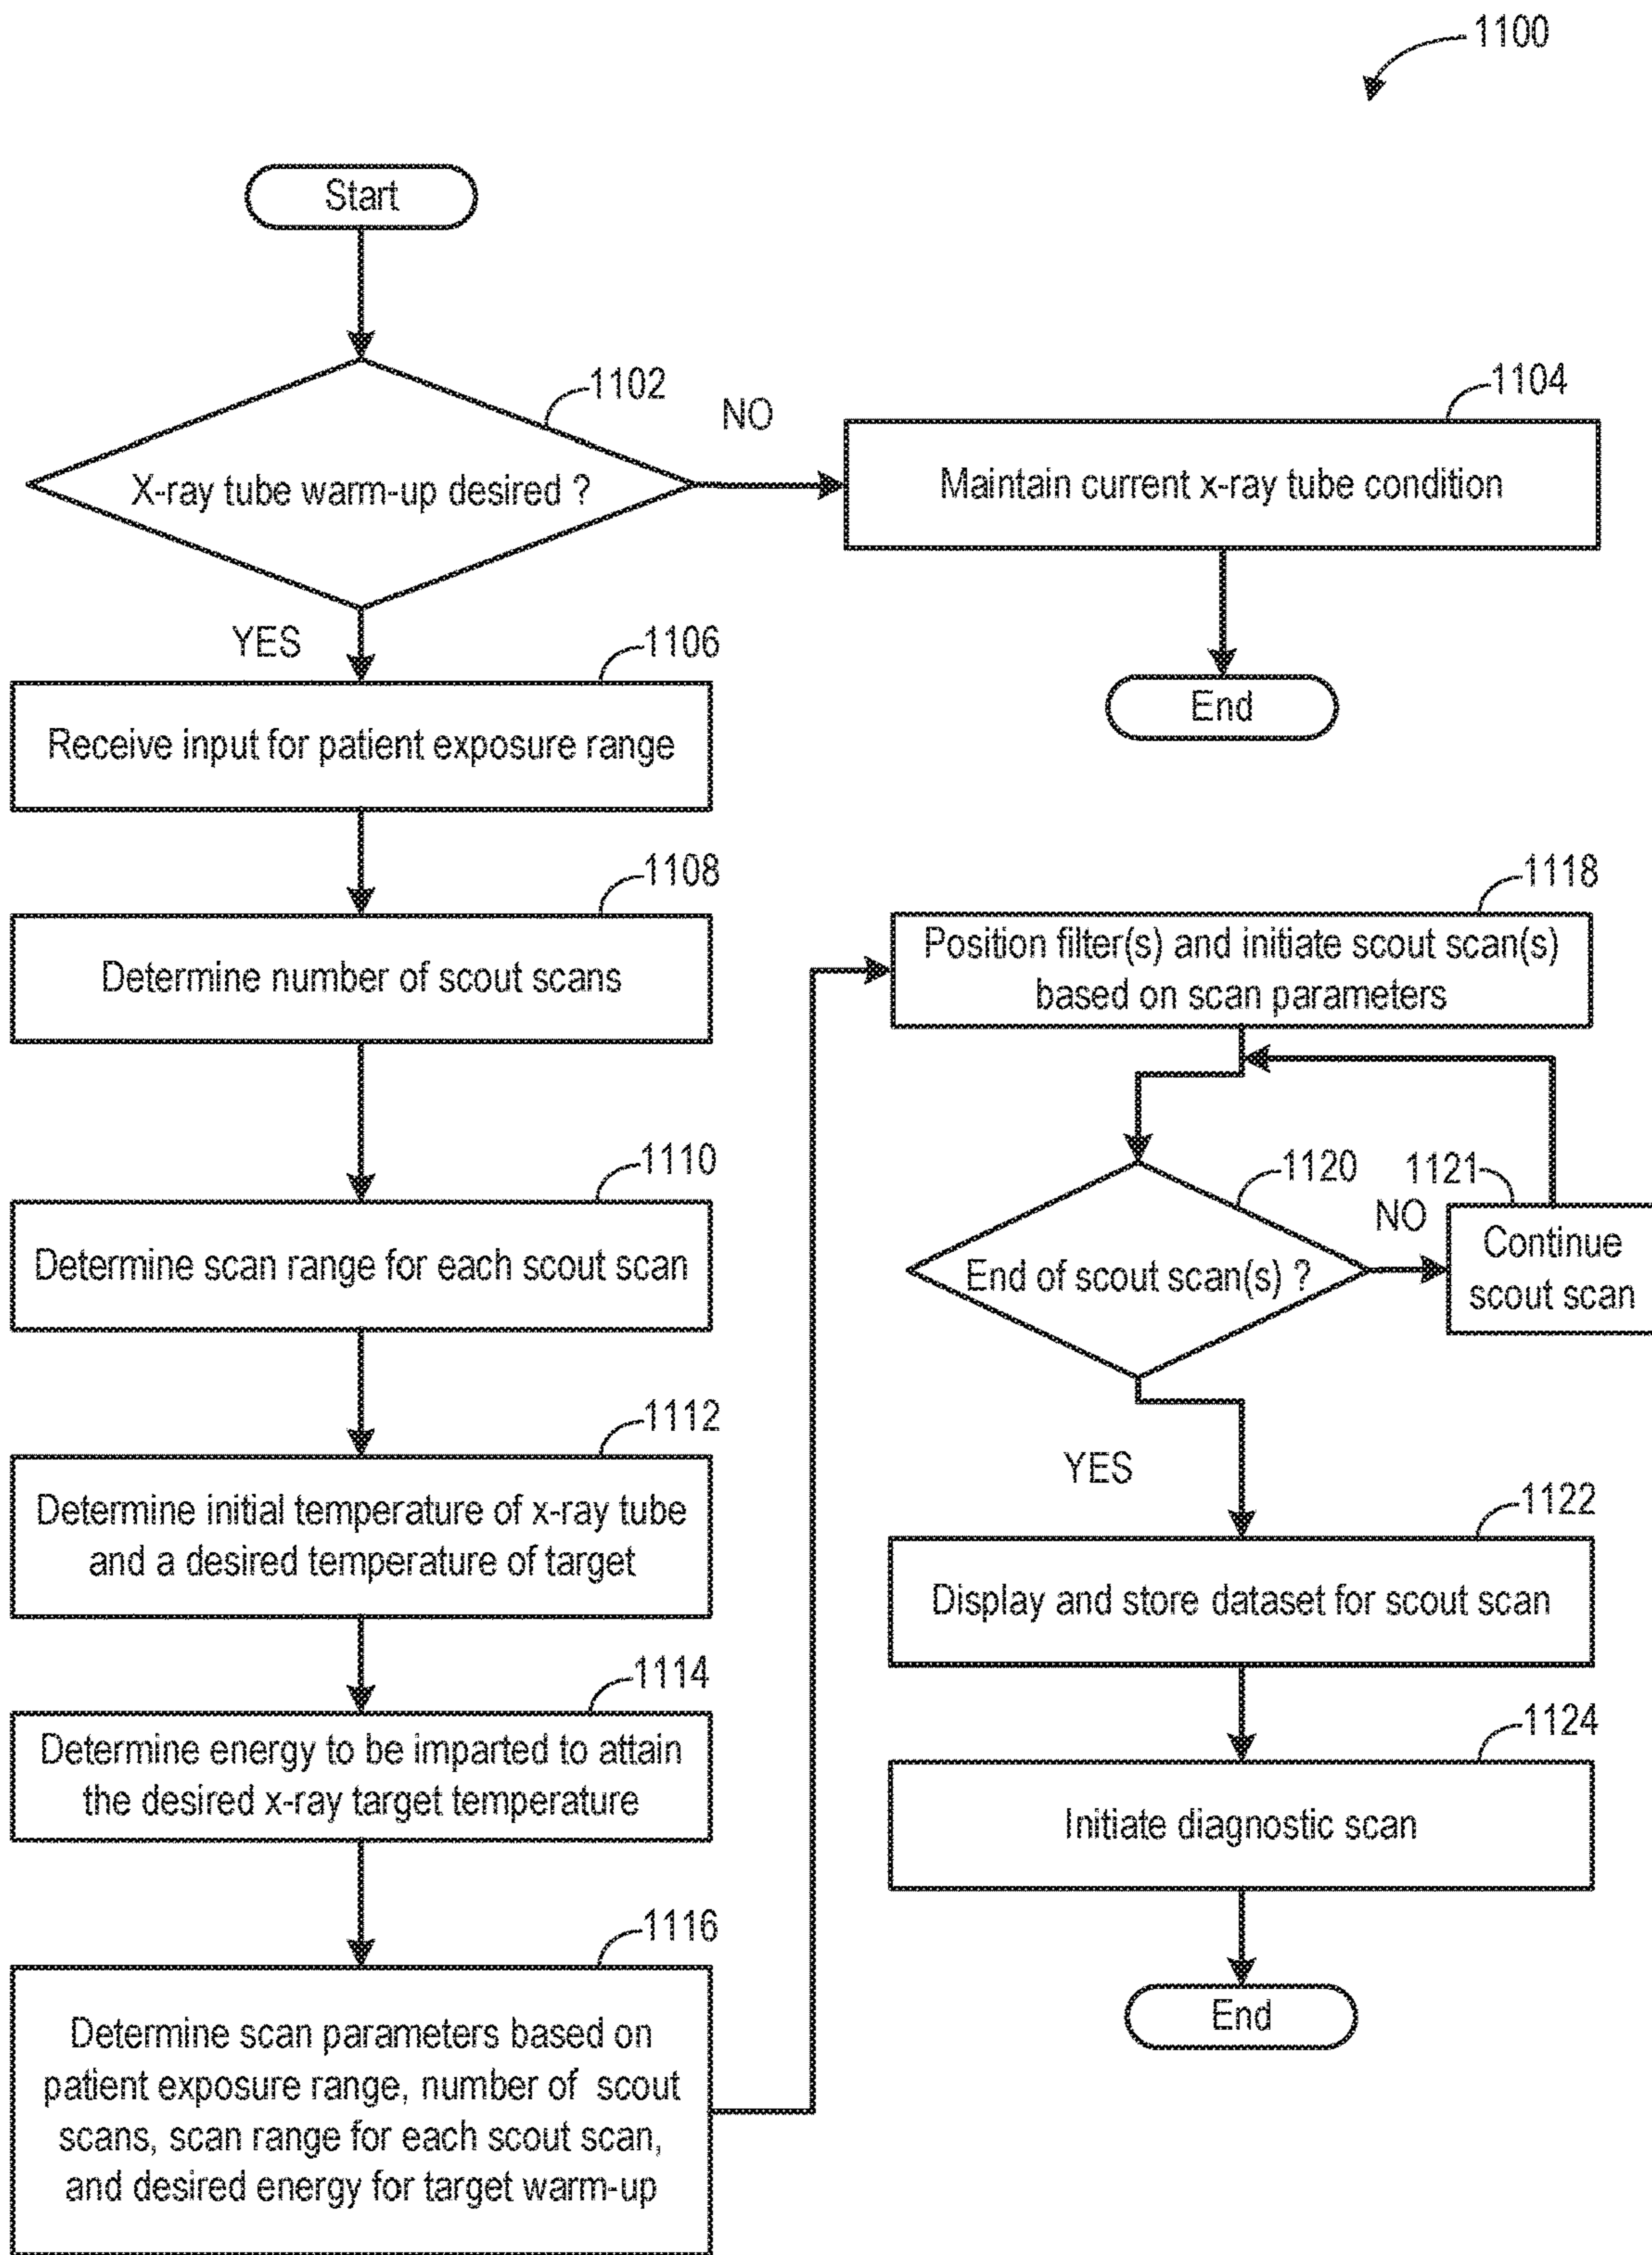 1100
Start
1102
X-ray tube warm-up desired ?
NO
1104
Maintain current x-ray tube condition
End
YES
1106
Receive input for patient exposure range
1108
Determine number of scout scans
1110
Determine scan range for each scout scan
1112
Determine initial temperature of x-ray tube
and a desired temperature of target
1114
Determine energy to be imparted to attain
the desired x-ray target temperature
1116
Determine scan parameters based on
patient exposure range, number of scout
scans, scan range for each scout scan,
and desired energy for target warm-up
1118
Position filter(s) and initiate scout scan(s)
based on scan parameters
1120
End of scout scan(s) ?
NO
1121
Continue
scout scan
YES
1122
Display and store dataset for scout scan
1124
Initiate diagnostic scan
End